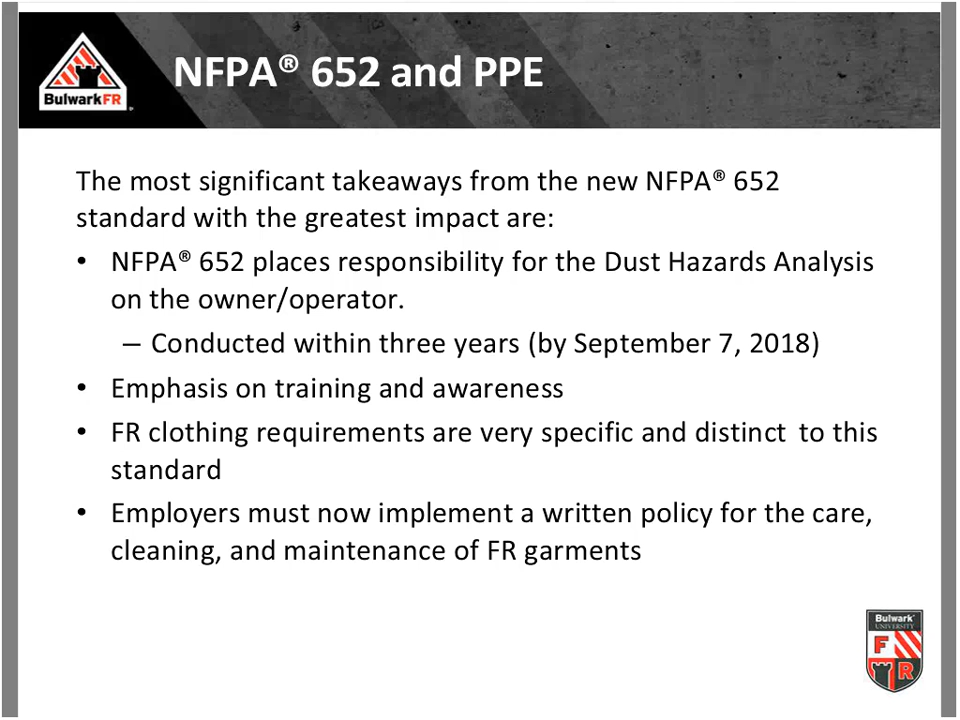 NFPA® 652 and PPE
BulwarkFR
The most significant takeaways from the new NFPA® 652
standard with the greatest impact are:
• NFPA® 652 places responsibility for the Dust Hazards Analysis
on the owner/operator.
– Conducted within three years (by September 7, 2018)
• Emphasis on training and awareness
• FR clothing requirements are very specific and distinct to this
standard
• Employers must now implement a written policy for the care,
cleaning, and maintenance of FR garments
Bulwark
UNIVERSITY
F
R